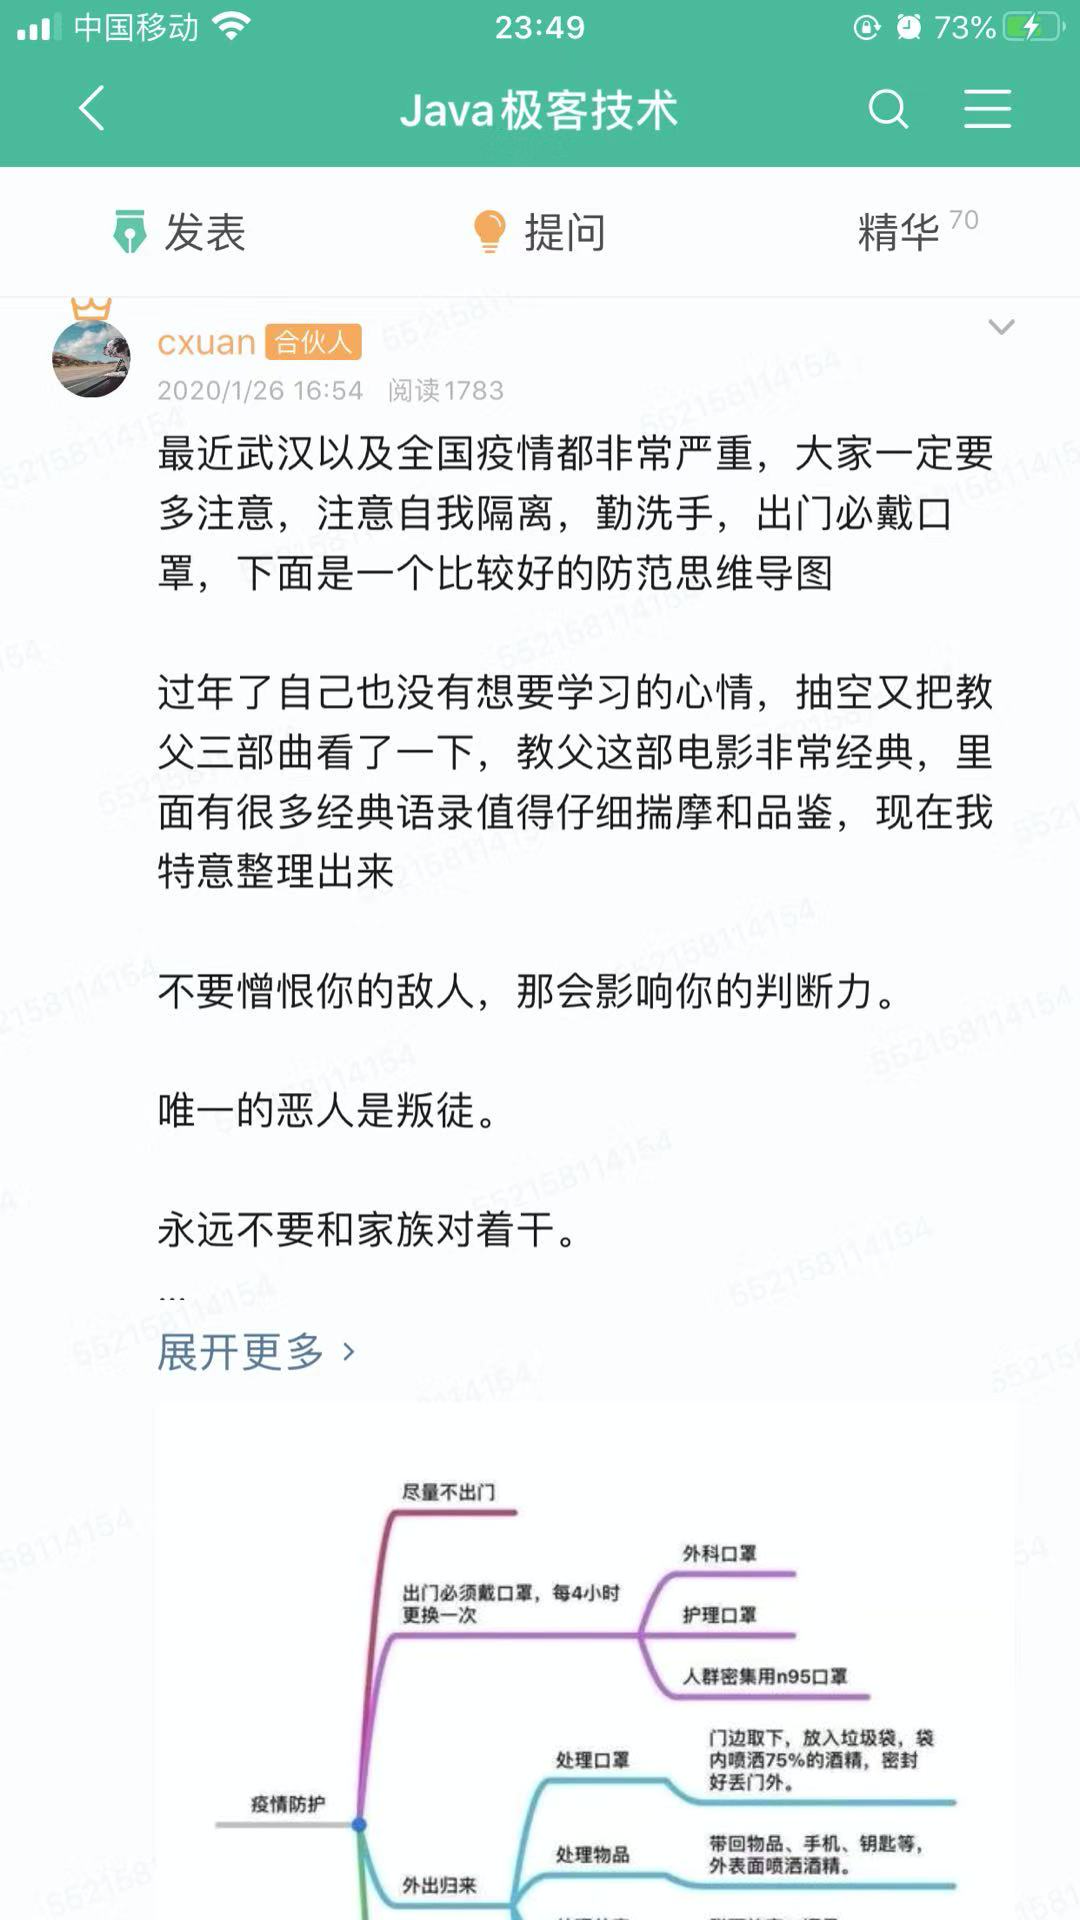 中国移动 23:49 73%
Java极客技术
发表 提问 精华 70
cxuan 合伙人
2020/1/26 16:54 阅读1783
最近武汉以及全国疫情都非常严重，大家一定要
多注意，注意自我隔离，勤洗手，出门必戴口
罩，下面是一个比较好的防范思维导图
过年了自己也没有想要学习的心情，抽空又把教
父三部曲看了一下，教父这部电影非常经典，里
面有很多经典语录值得仔细揣摩和品鉴，现在我
特意整理出来
不要憎恨你的敌人，那会影响你的判断力。
唯一的恶人是叛徒。
永远不要和家族对着干。
...
展开更多 ›
尽量不出门
外科口罩
出门必须戴口罩，每4小时
更换一次
护理口罩
人群密集用n95口罩
门边取下，放入垃圾袋，袋
内喷洒75%的酒精，密封
好丢门外。
处理口罩
疫情防护
带回物品、手机、钥匙等，
外表面喷洒酒精。
处理物品
外出归来
552158114154